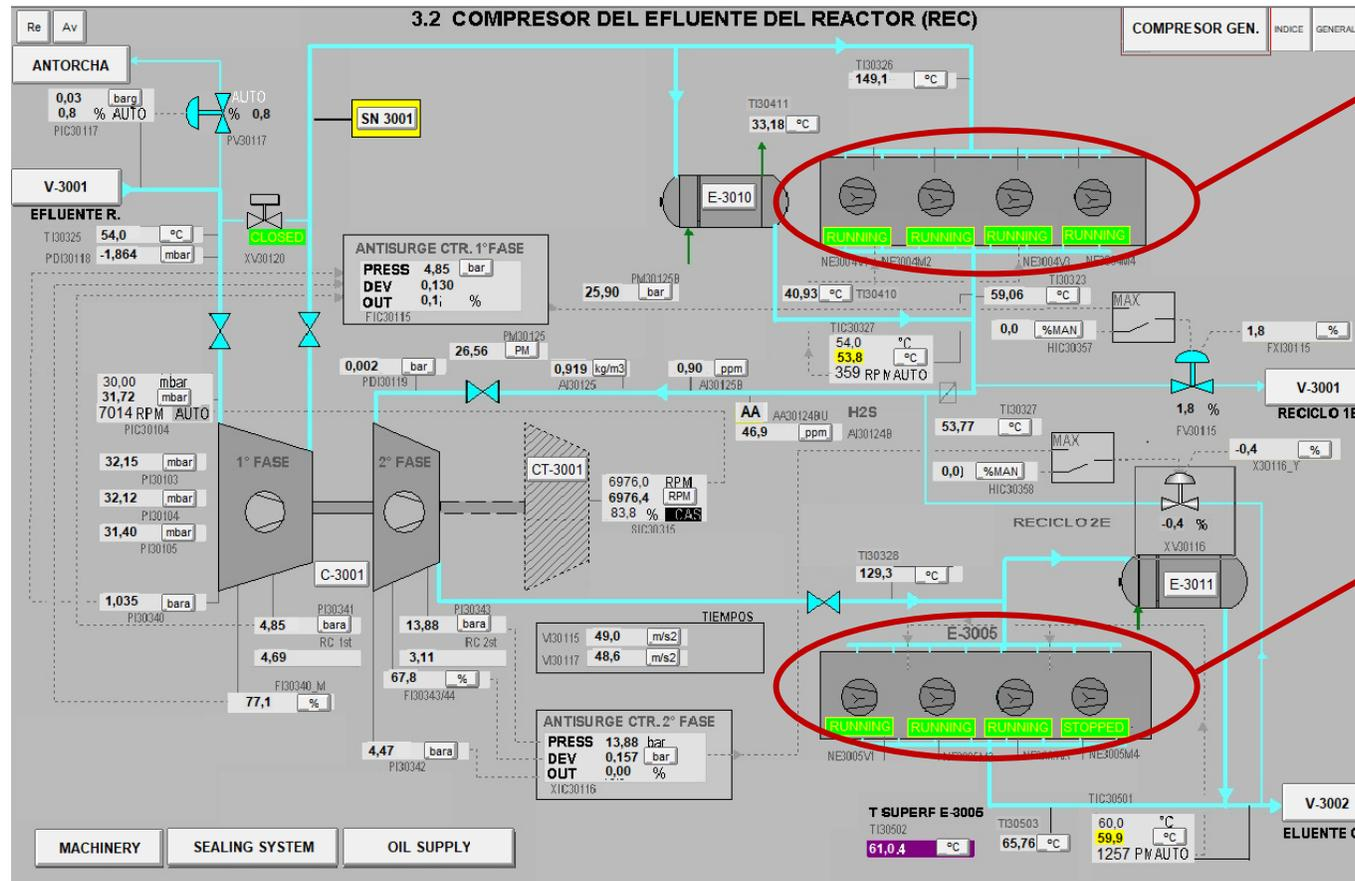 3.2 COMPRESOR DEL EFLUENTE DEL REACTOR (REC)
Re Av
COMPRESOR GEN. INDICE GENERAL
ANTORCHA
0,03 barg
0,8 % AUTO
PIC30117
AUTO
% 0,8
PV30117
SN 3001
TI30326
149,1 °C
TI30411
33,18 °C
V-3001
EFLUENTE R.
TI30325 54,0 °C
PDI30118 -1,864 mbar
CLOSED
XV30120
E-3010
RUNNING RUNNING RUNNING RUNNING
NE3004V1 NE3004M2 NE3004V3 NE3004M4
ANTISURGE CTR. 1°FASE
PRESS 4,85 bar
DEV 0,130
OUT %
FIC30115
PM30125B
25,90 bar
40,93 °C TI30410
TI30323
59,06 °C
MAX
0,0 %MAN
HIC30357
1,8 %
FXI30115
TIC30327
54,0 °C
53,8 °C
359 RPM AUTO
PM30125
26,56 PM
0,002 bar
PDI30119
0,919 kg/m3
AI30125
0,90 ppm
AI30125B
V-3001
RECICLO 1E
1,8 %
FV30115
30,00 mbar
31,72 mbar
7014 RPM AUTO
PIC30104
AA AA30124BIU H2S
46,9 ppm AI30124B
TI30327
53,77 °C
MAX
-0,4 %
X30116_Y
%MAN
HIC30358
1° FASE
2° FASE
CT-3001
32,15 mbar
PI30103
32,12 mbar
PI30104
31,40 mbar
PI30105
6976,0 RPM
6976,4 RPM
83,8 % CAS
SIC30315
RECICLO 2E
-0,4 %
XV30116
TI30328
129,3 °C
E-3011
C-3001
1,035 bara
PI30340
PI30341
4,85 bara
RC 1st
4,69
PI30343
13,88 bara
RC 2st
3,11
TIEMPOS
VI30115 49,0 m/s2
VI30117 48,6 m/s2
E-3005
FI30340_M
77,1 %
67,8 %
FI30343/44
RUNNING RUNNING RUNNING STOPPED
NE3005V1 NE3005M4
4,47 bara
PI30342
ANTISURGE CTR. 2° FASE
PRESS 13,88 bar
DEV 0.157 bar
OUT 0,00 %
XIC30116
T SUPERF E-3005
TI30502
°C
TI30503
65,76 °C
TIC30501
60,0 °C
59,9 °C
1257 PM AUTO
V-3002
MACHINERY SEALING SYSTEM OIL SUPPLY